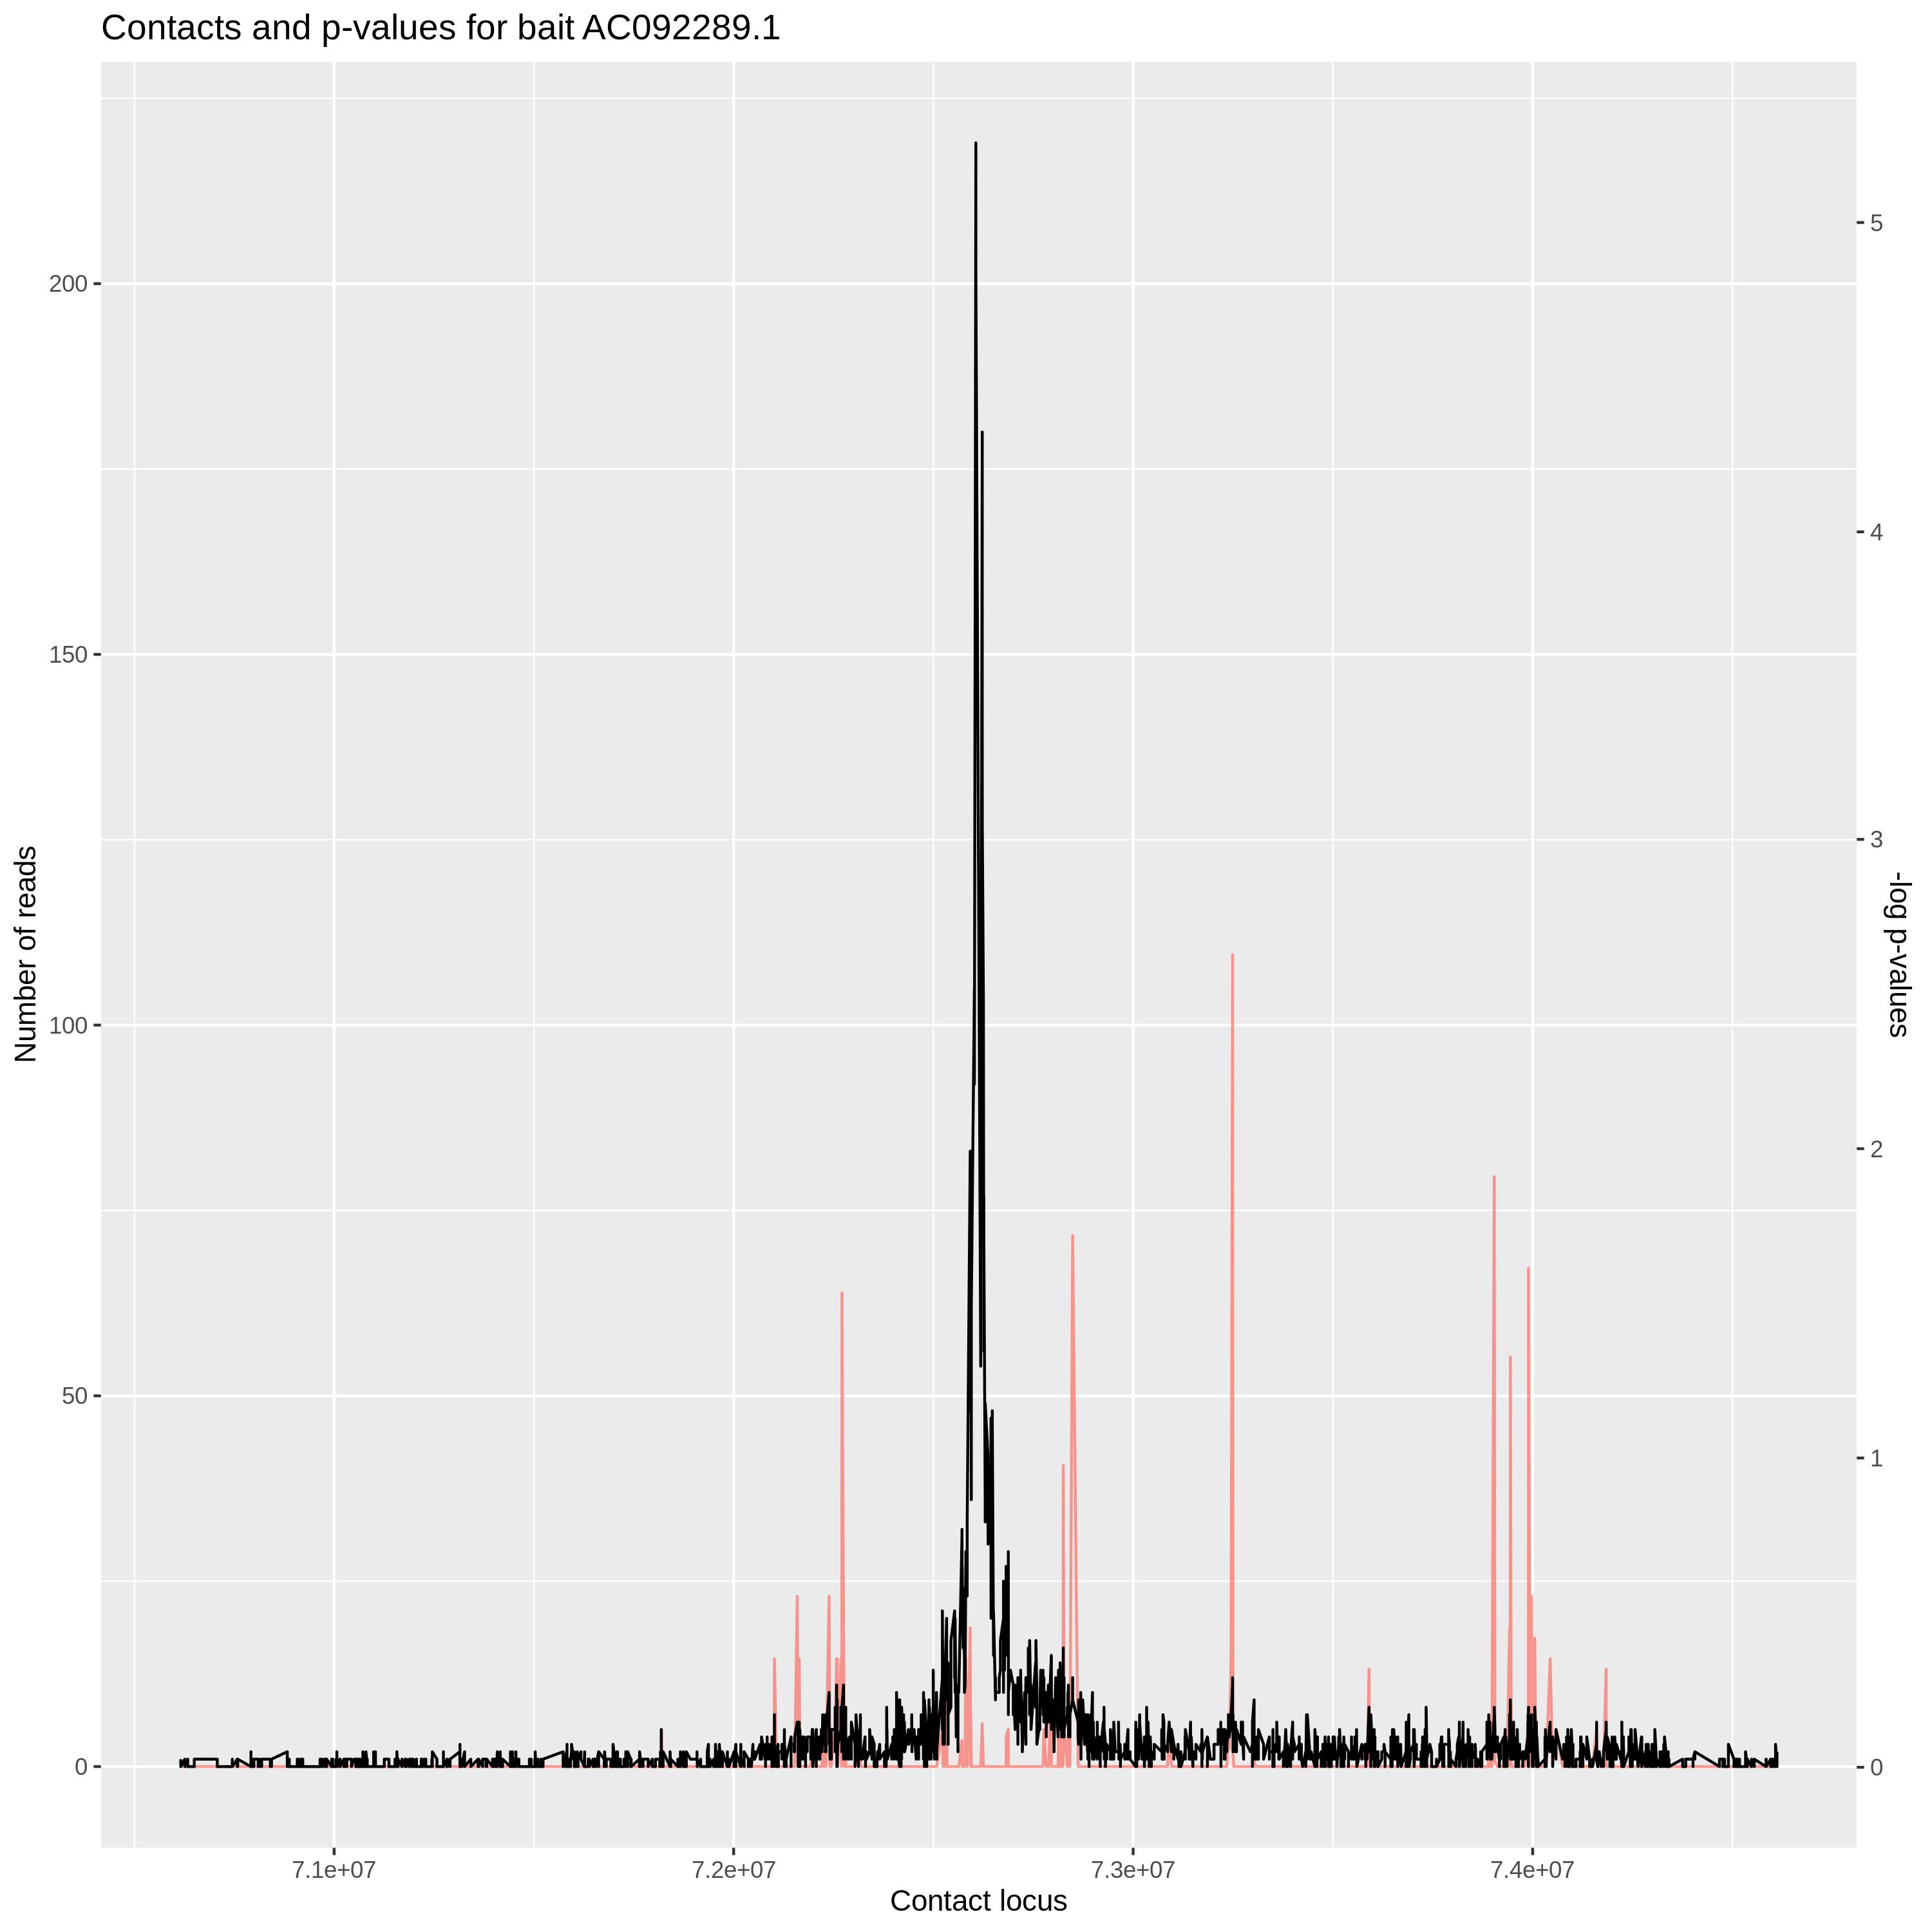 Contacts and p-values for bait AC092289.1
5
200
4
150
3
Number of reads
-log p-values
100
2
50
1
0
0
7.1e+07 7.2e+07 7.3e+07 7.4e+07
Contact locus